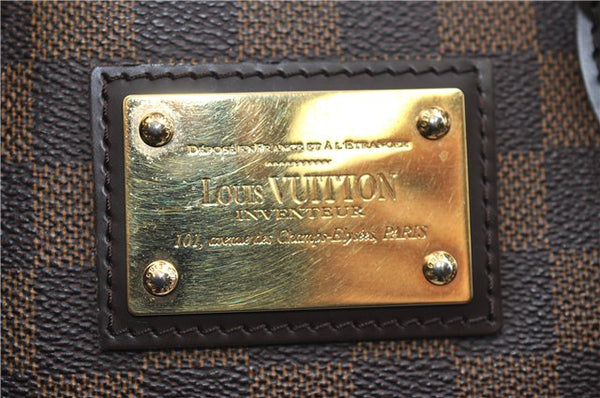 DÉPOSÉ EN FRANCE ET À L'ÉTRANGER
LOUIS VUITTON
INVENTEUR
101, avenue des Champs-Elysées, PARIS